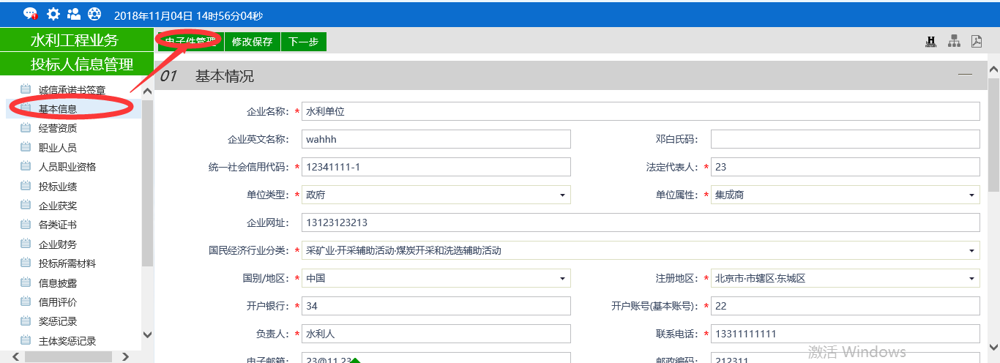 2018年11月04日 14时56分04秒
水利工程业务
投标人信息管理
诚信承诺书签章
基本信息
经营资质
职业人员
人员职业资格
投标业绩
企业获奖
各类证书
企业财务
投标所需材料
信息披露
信用评价
奖惩记录
主体奖惩记录
电子件管理 修改保存 下一步
H HISTORY
01 基本情况
企业名称: * 水利单位
企业英文名称: wahhh 邓白氏码:
统一社会信用代码: * 12341111-1 法定代表人: * 23
单位类型: * 政府 单位属性: * 集成商
企业网址: 13123123213
国民经济行业分类: * 采矿业·开采辅助活动·煤炭开采和洗选辅助活动
国别/地区: * 中国 注册地区: * 北京市·市辖区·东城区
开户银行: * 34 开户账号(基本账号): * 22
负责人: * 水利人 联系电话: * 13311111111
电子邮箱: 23@11.23 邮政编码: 212311
激活 Windows